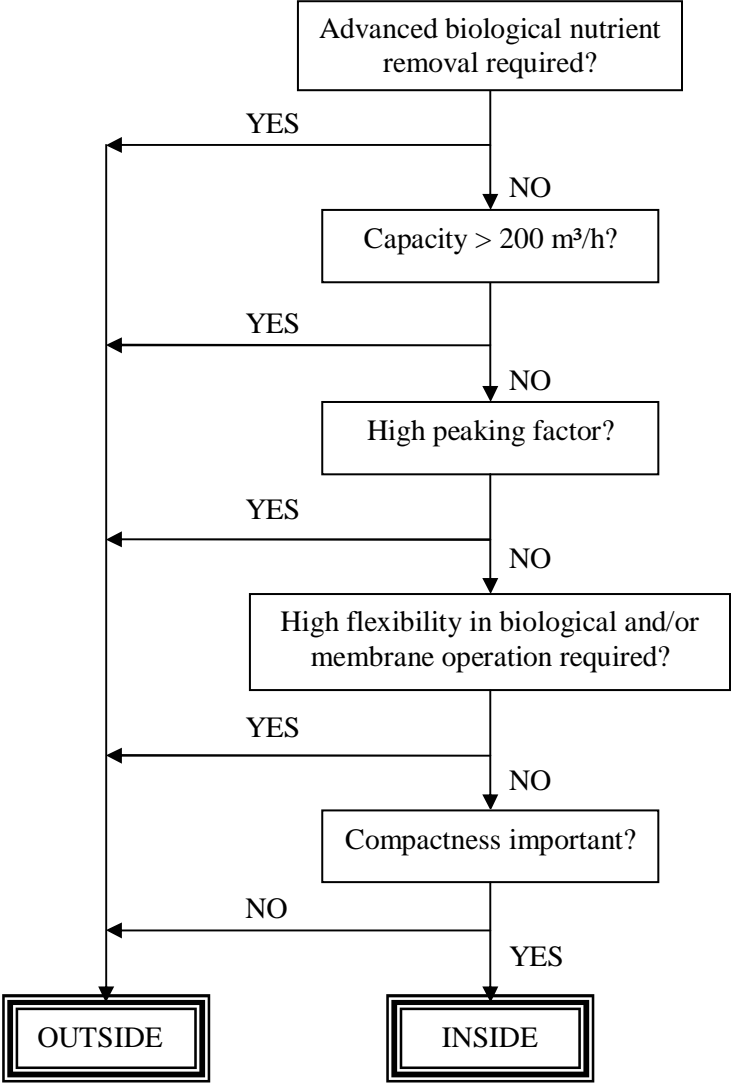 Advanced biological nutrient
removal required?
YES
NO
Capacity > 200 m³/h?
YES
NO
High peaking factor?
YES
NO
High flexibility in biological and/or
membrane operation required?
YES
NO
Compactness important?
NO
YES
OUTSIDE
INSIDE